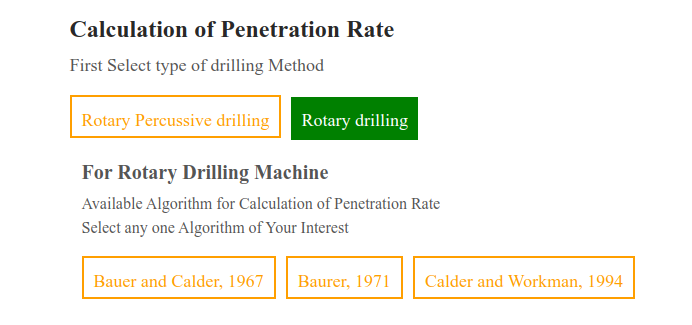 Calculation of Penetration Rate
First Select type of drilling Method
Rotary Percussive drilling Rotary drilling
For Rotary Drilling Machine
Available Algorithm for Calculation of Penetration Rate
Select any one Algorithm of Your Interest
Bauer and Calder, 1967 Baurer, 1971 Calder and Workman, 1994